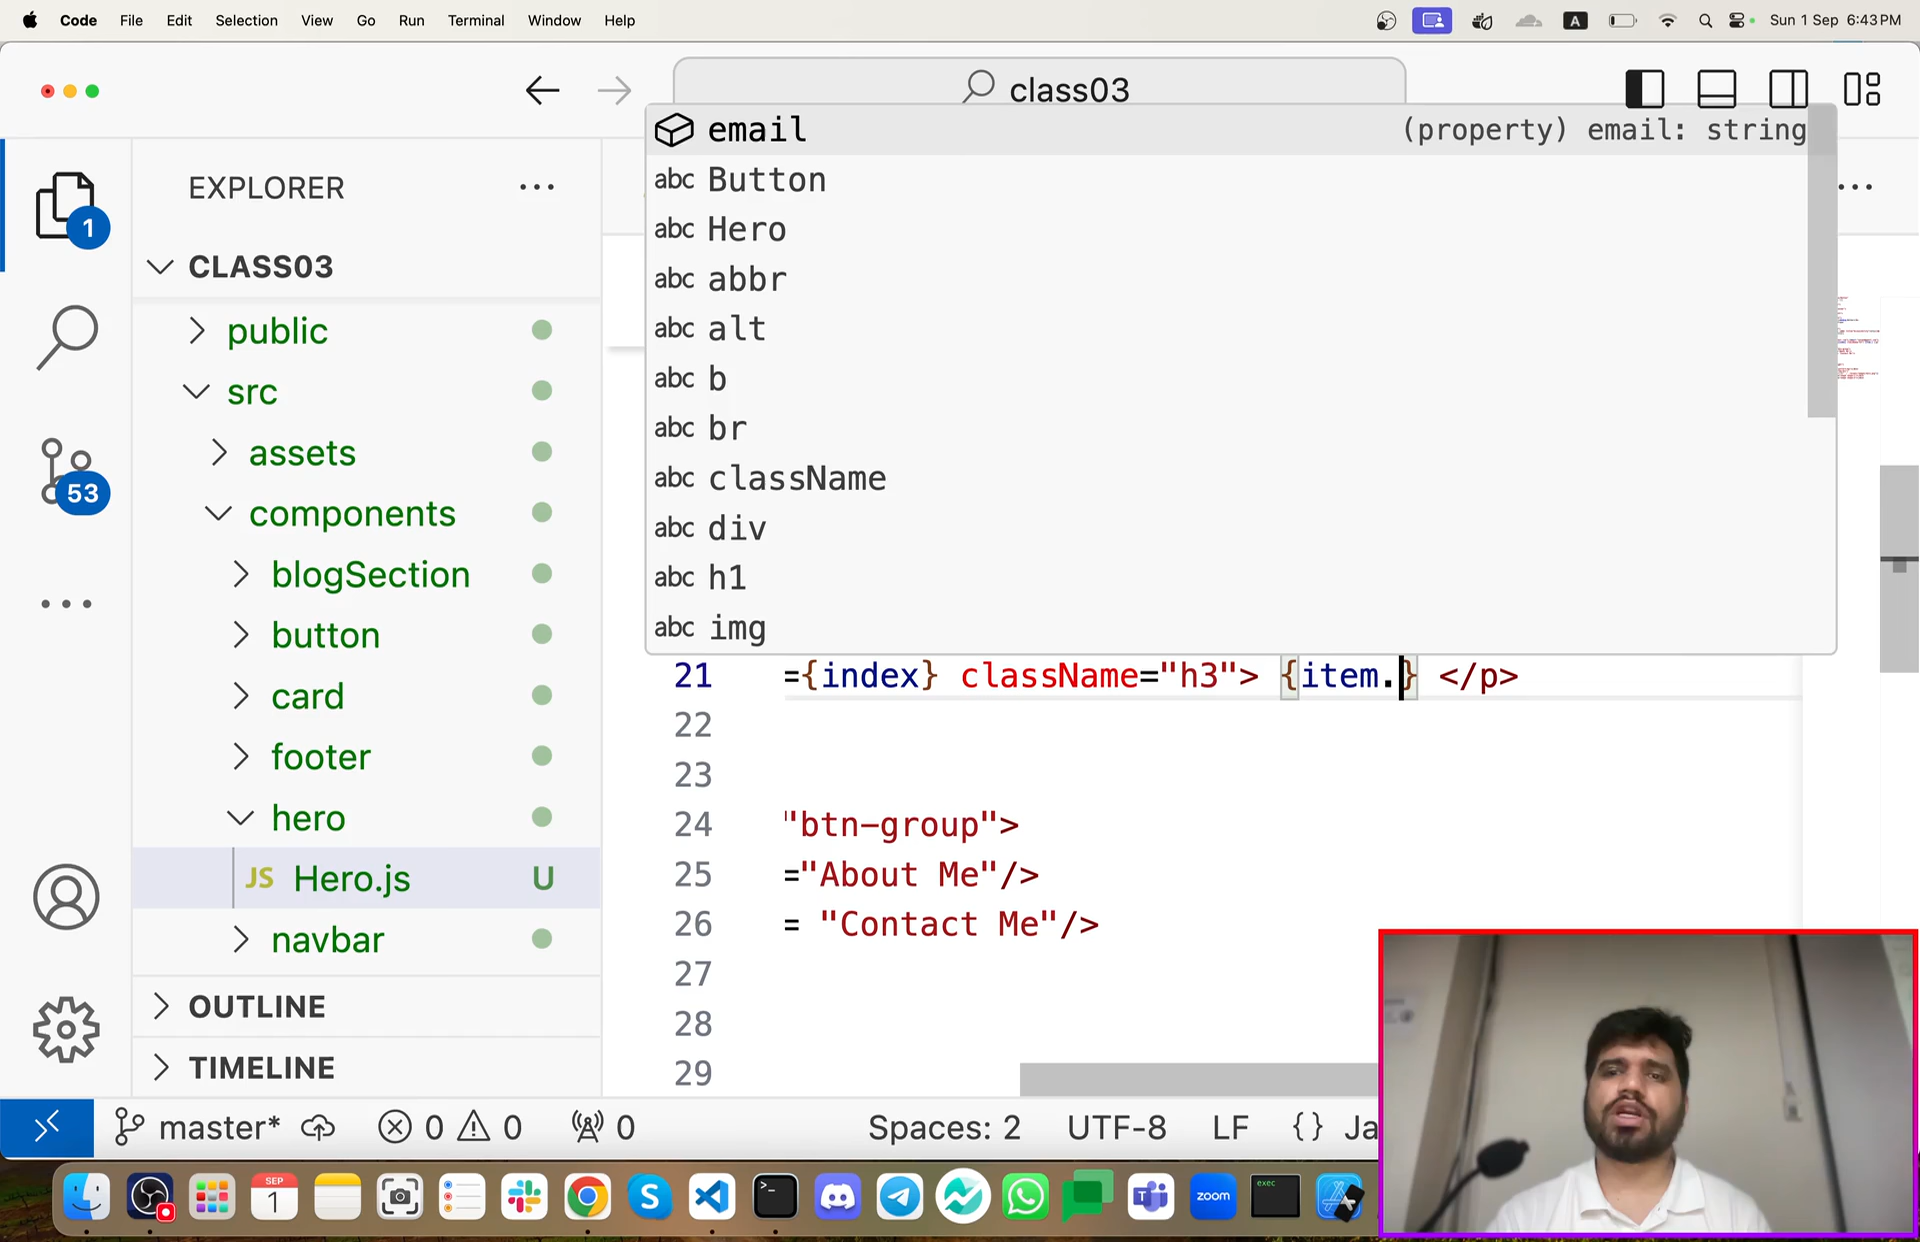 Code File Edit Selection View Go Run Terminal Window Help A Sun 1 Sep 6:43PM
class03
email (property) email: string
abc Button
abc Hero
abc abbr
abc alt
abc b
abc br
abc className
abc div
abc h1
abc img
1
53
EXPLORER
CLASS03
public
src
assets
components
blogSection
button
card
footer
hero
JS Hero.js U
navbar
OUTLINE
TIMELINE
21 ={index} className="h3"> {item.} </p>
22
23
24 "btn-group">
25 ="About Me"/>
26 = "Contact Me"/>
27
28
29
master* 0 0 0 Spaces: 2 UTF-8 LF {} Ja
SEP
1
S
>_
T
zoom
exec